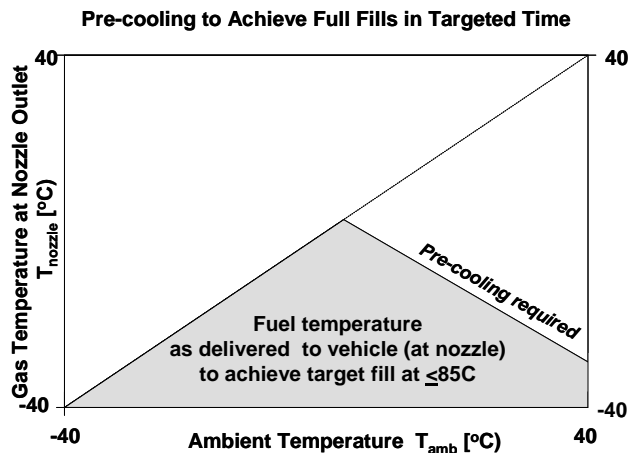 Pre-cooling to Achieve Full Fills in Targeted Time
40
40
Gas Temperature at Nozzle Outlet
T_nozzle [°C]
Pre-cooling required
Fuel temperature
as delivered to vehicle (at nozzle)
to achieve target fill at ≤85C
-40
-40
-40
40
Ambient Temperature T_amb [°C]